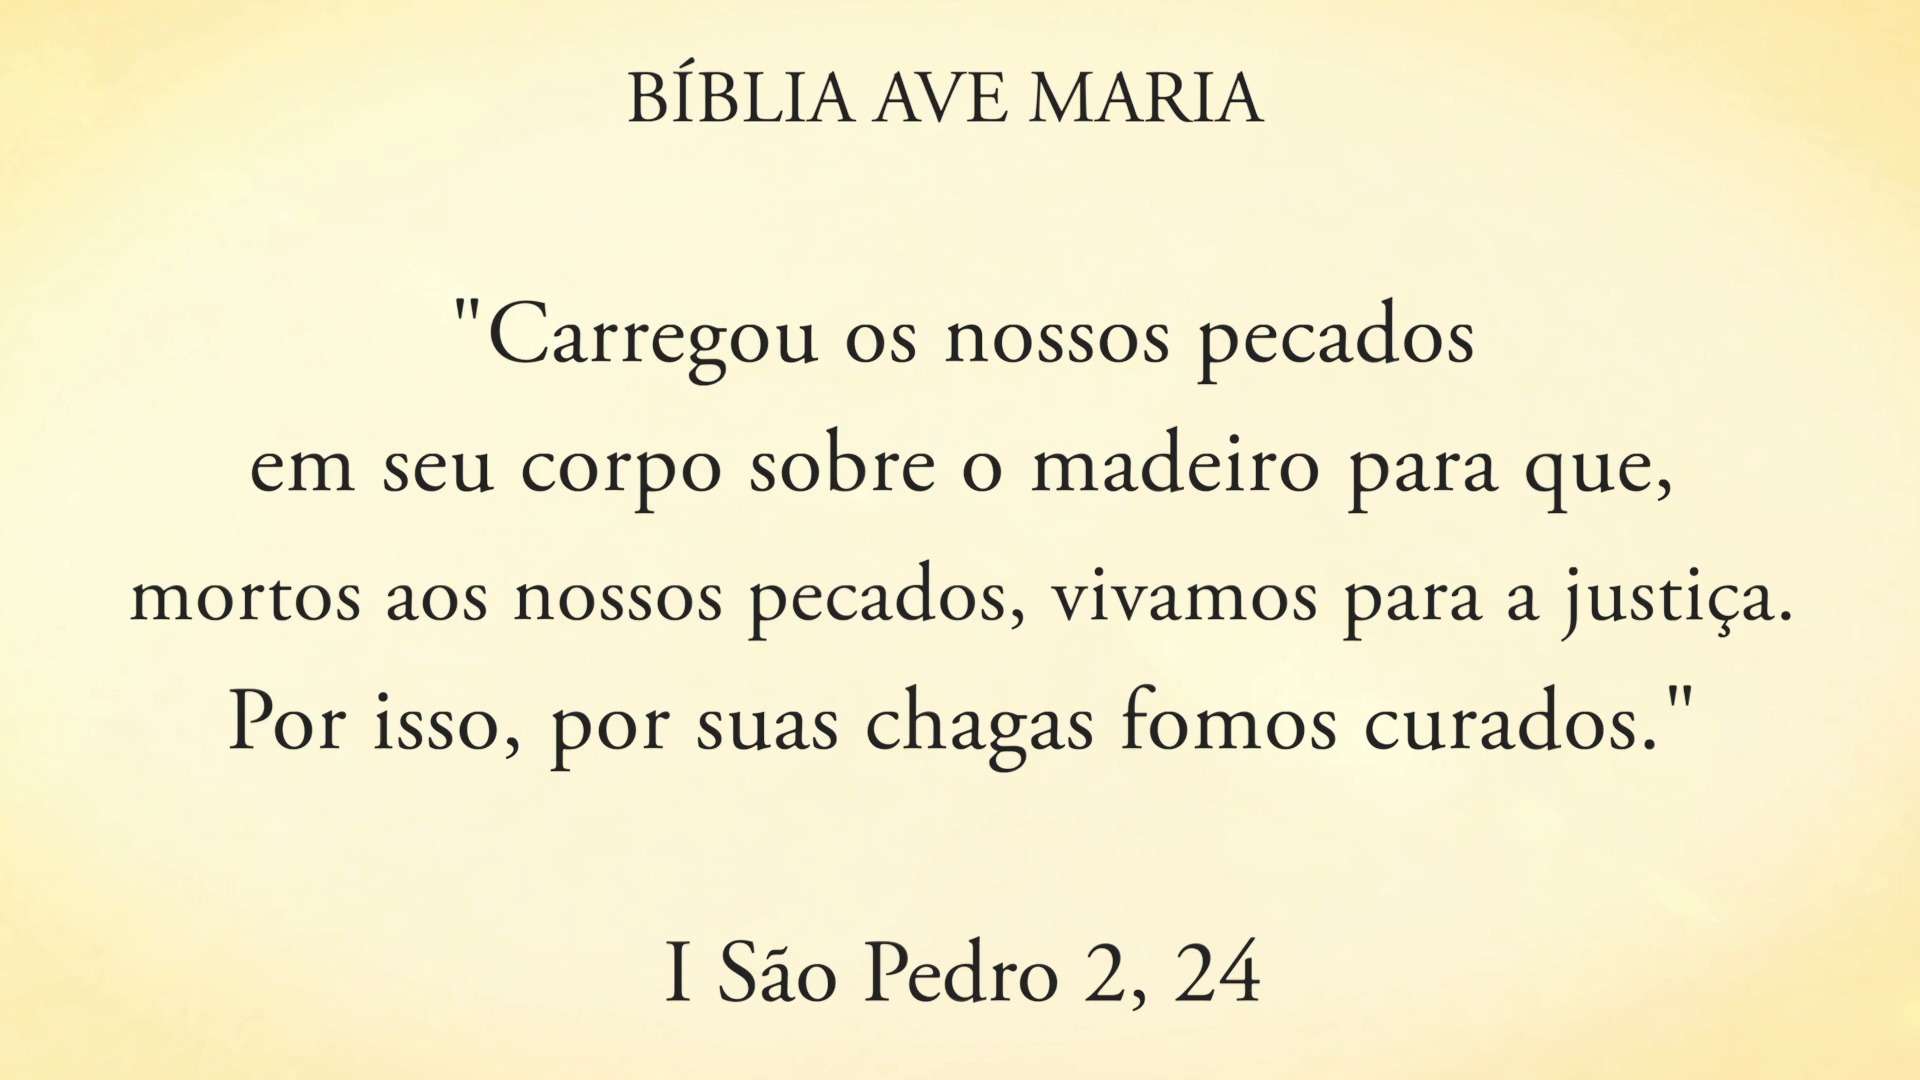 BÍBLIA AVE MARIA
"Carregou os nossos pecados
em seu corpo sobre o madeiro para que,
mortos aos nossos pecados, vivamos para a justiça.
Por isso, por suas chagas fomos curados."
I São Pedro 2, 24